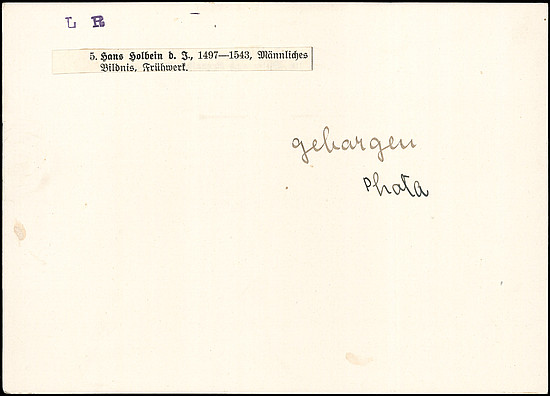 L R
5. Hans Holbein d. J., 1497—1543, Männliches
Bildnis, Frühwerk.
geborgen
Photo